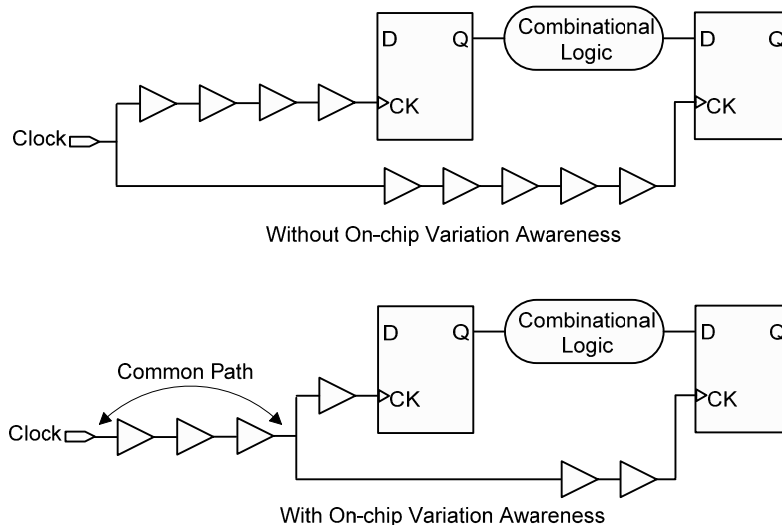 Combinational
Logic
D
Q
D
Q
CK
CK
Clock
Without On-chip Variation Awareness
Combinational
Logic
D
Q
D
Q
Common Path
CK
CK
Clock
With On-chip Variation Awareness